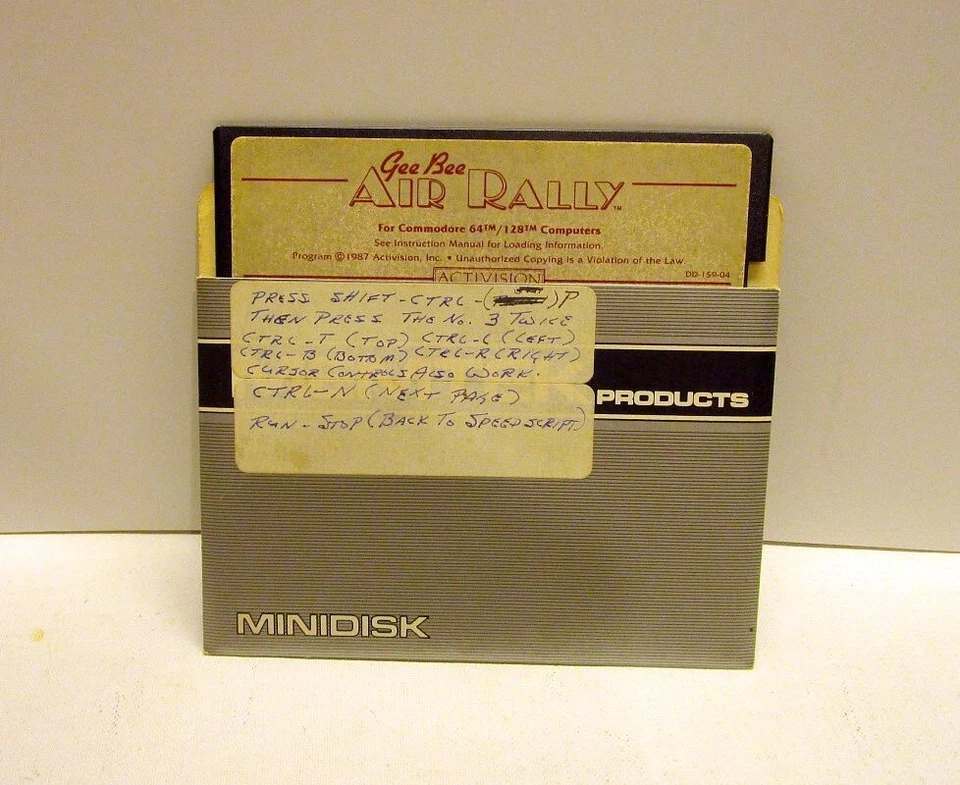 Gee Bee
AIR RALLY™
For Commodore 64™/128™ Computers
See Instruction Manual for Loading Information.
Program ©1987 Activision, Inc. • Unauthorized Copying is a Violation of the Law.
ACTIVISION
DD-159-04
PRESS SHIFT-CTRL-( )P
THEN PRESS THE NO. 3 TWICE
CTRL-T (TOP) CTRL-L (LEFT)
CTRL-B (BOTTOM) CTRL-R (RIGHT)
CURSOR CONTROLS ALSO WORK.
CTRL-N (NEXT PAGE)
PRODUCTS
RUN-STOP (BACK TO SPEEDSCRIPT)
MINIDISK